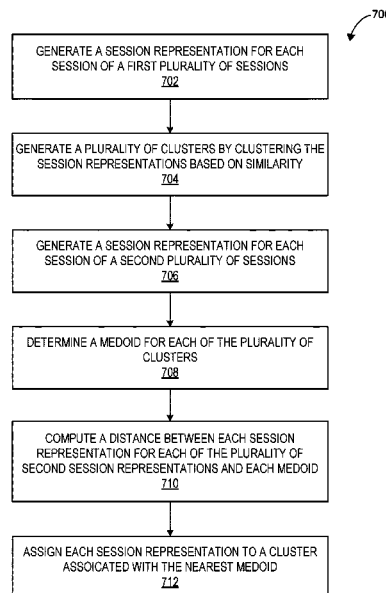 700
GENERATE A SESSION REPRESENTATION FOR EACH
SESSION OF A FIRST PLURALITY OF SESSIONS
702
GENERATE A PLURALITY OF CLUSTERS BY CLUSTERING THE
SESSION REPRESENTATIONS BASED ON SIMILARITY
704
GENERATE A SESSION REPRESENTATION FOR EACH
SESSION OF A SECOND PLURALITY OF SESSIONS
706
DETERMINE A MEDOID FOR EACH OF THE PLURALITY OF
CLUSTERS
708
COMPUTE A DISTANCE BETWEEN EACH SESSION
REPRESENTATION FOR EACH OF THE PLURALITY OF
SECOND SESSION REPRESENTATIONS AND EACH MEDOID
710
ASSIGN EACH SESSION REPRESENTATION TO A CLUSTER
ASSOICATED WITH THE NEAREST MEDOID
712